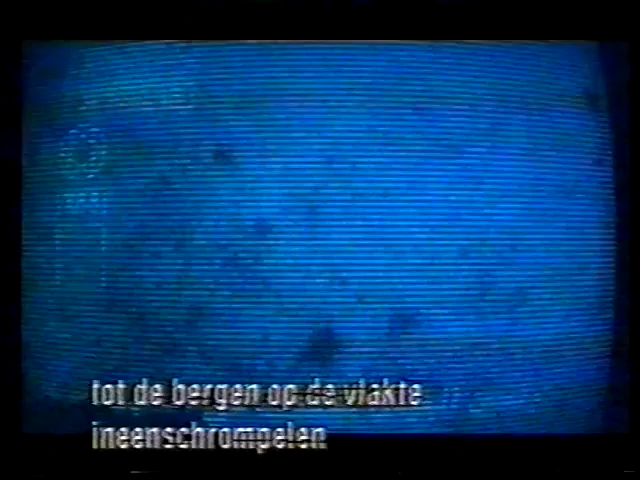 tot de bergen op de vlakte
ineenschrompelen